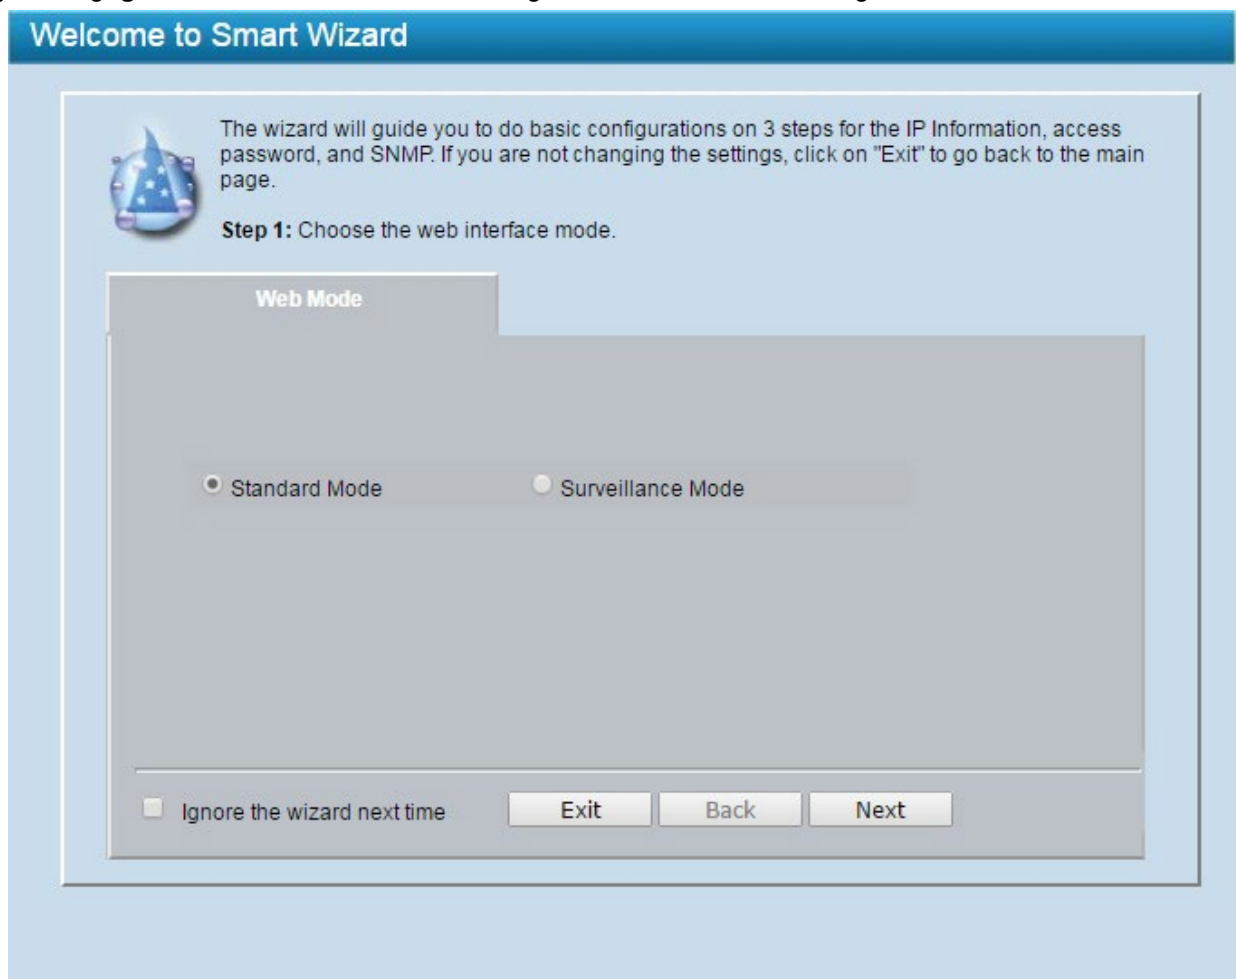 Welcome to Smart Wizard
The wizard will guide you to do basic configurations on 3 steps for the IP Information, access
password, and SNMP. If you are not changing the settings, click on "Exit" to go back to the main
page.
Step 1: Choose the web interface mode.
Web Mode
Standard Mode Surveillance Mode
Ignore the wizard next time Exit Back Next